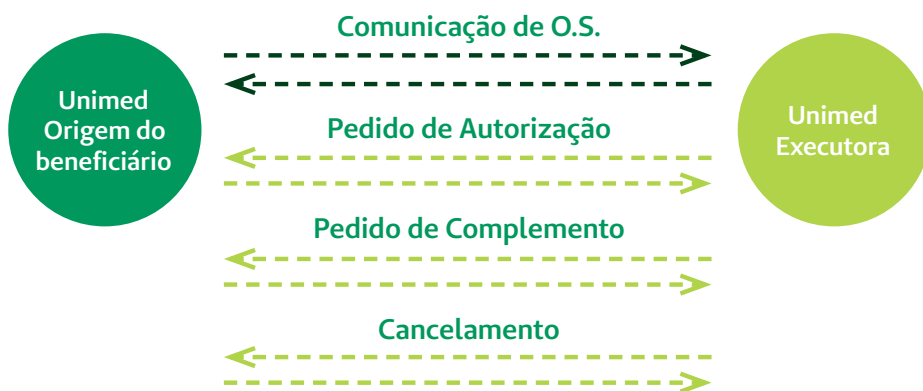 Comunicação de O.S.
Unimed
Origem do
beneficiário
Pedido de Autorização
Unimed
Executora
Pedido de Complemento
Cancelamento